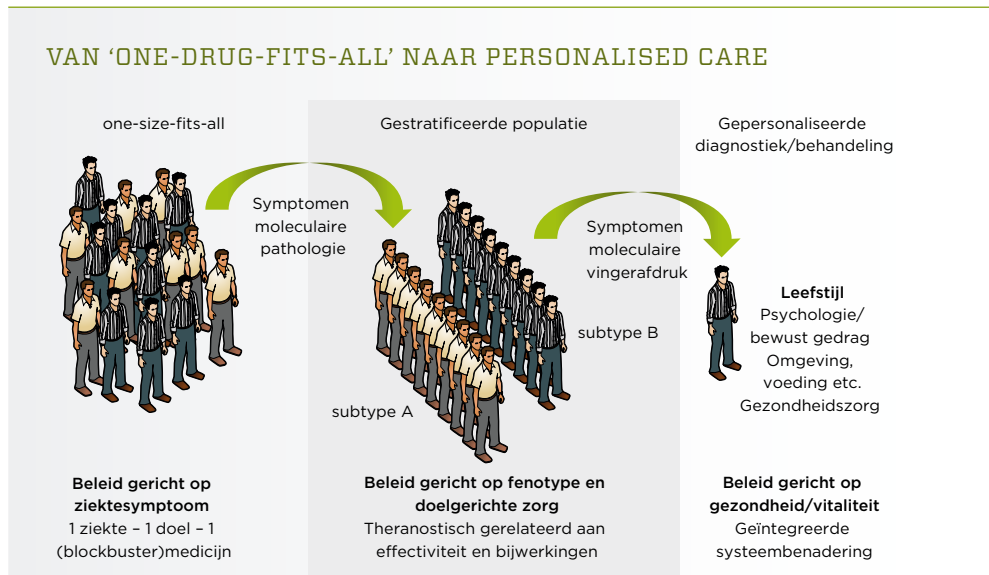 VAN ‘ONE-DRUG-FITS-ALL’ NAAR PERSONALISED CARE
one-size-fits-all
Symptomen
moleculaire
pathologie
Beleid gericht op
ziektesymptoom
1 ziekte – 1 doel – 1
(blockbuster)medicijn
Gestratificeerde populatie
subtype A
subtype B
Symptomen
moleculaire
vingerafdruk
Beleid gericht op fenotype en
doelgerichte zorg
Theranostisch gerelateerd aan
effectiviteit en bijwerkingen
Gepersonaliseerde
diagnostiek/behandeling
Leefstijl
Psychologie/
bewust gedrag
Omgeving,
voeding etc.
Gezondheidszorg
Beleid gericht op
gezondheid/vitaliteit
Geïntegreerde
systeembenadering